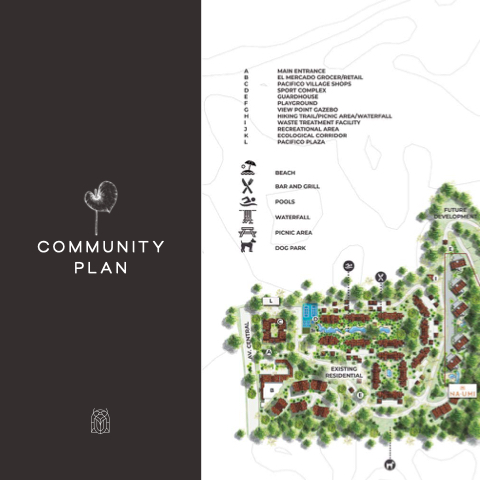 COMMUNITY
PLAN
A MAIN ENTRANCE
B EL MERCADO GROCER/RETAIL
C PACIFICO VILLAGE SHOPS
D SPORT COMPLEX
E GUARDHOUSE
F PLAYGROUND
G VIEW POINT GAZEBO
H HIKING TRAIL/PICNIC AREA/WATERFALL
I WASTE TREATMENT FACILITY
J RECREATIONAL AREA
K ECOLOGICAL CORRIDOR
L PACIFICO PLAZA
BEACH
BAR AND GRILL
POOLS
WATERFALL
PICNIC AREA
DOG PARK
FUTURE
DEVELOPMENT
E
I
L
C
D
AV. CENTRAL
A
EXISTING
RESIDENTIAL
B
E
NA'UMI